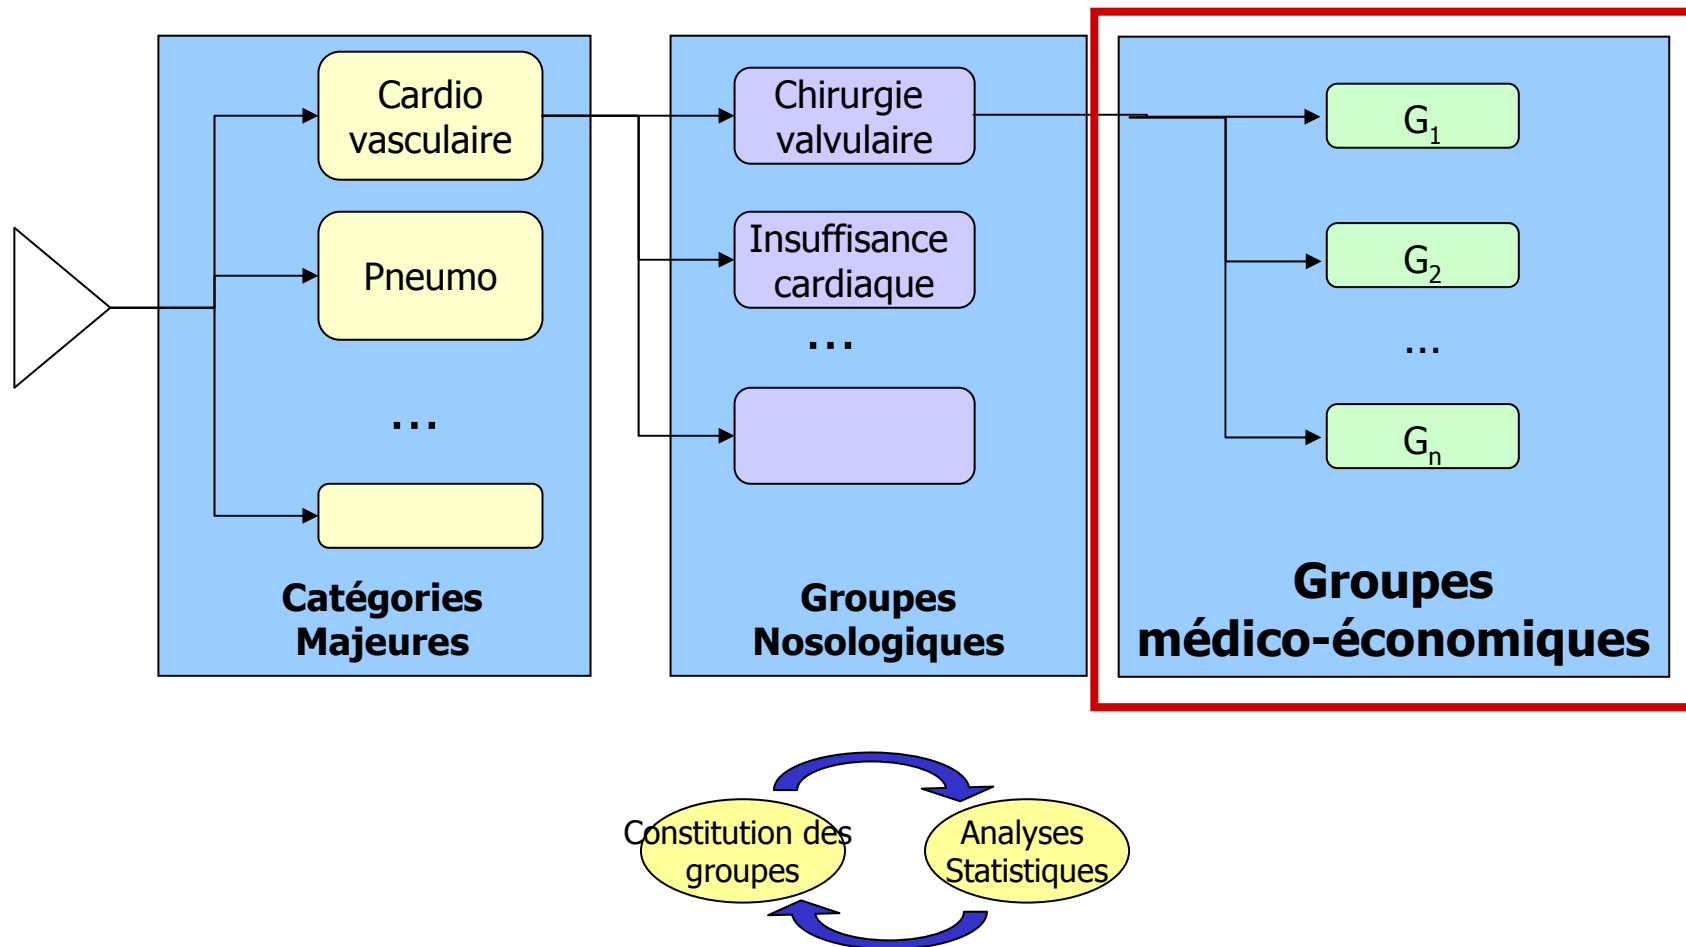 Cardio
vasculaire
Pneumo
...
Catégories
Majeures
Chirurgie
valvulaire
Insuffisance
cardiaque
...
Groupes
Nosologiques
G1
G2
...
Gn
Groupes
médico-économiques
Constitution des
groupes
Analyses
Statistiques